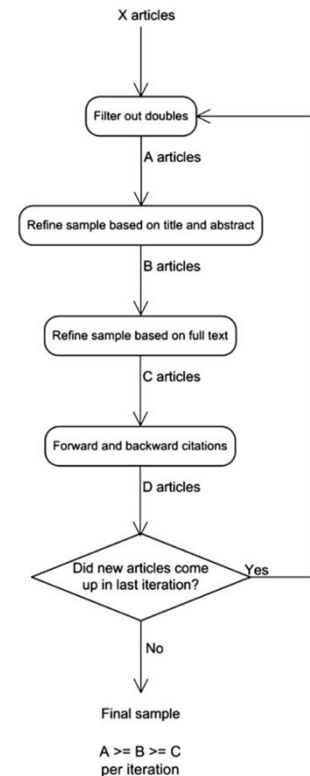 X articles
Filter out doubles
A articles
Refine sample based on title and abstract
B articles
Refine sample based on full text
C articles
Forward and backward citations
D articles
Did new articles come
up in last iteration?
Yes
No
Final sample
A >= B >= C
per iteration